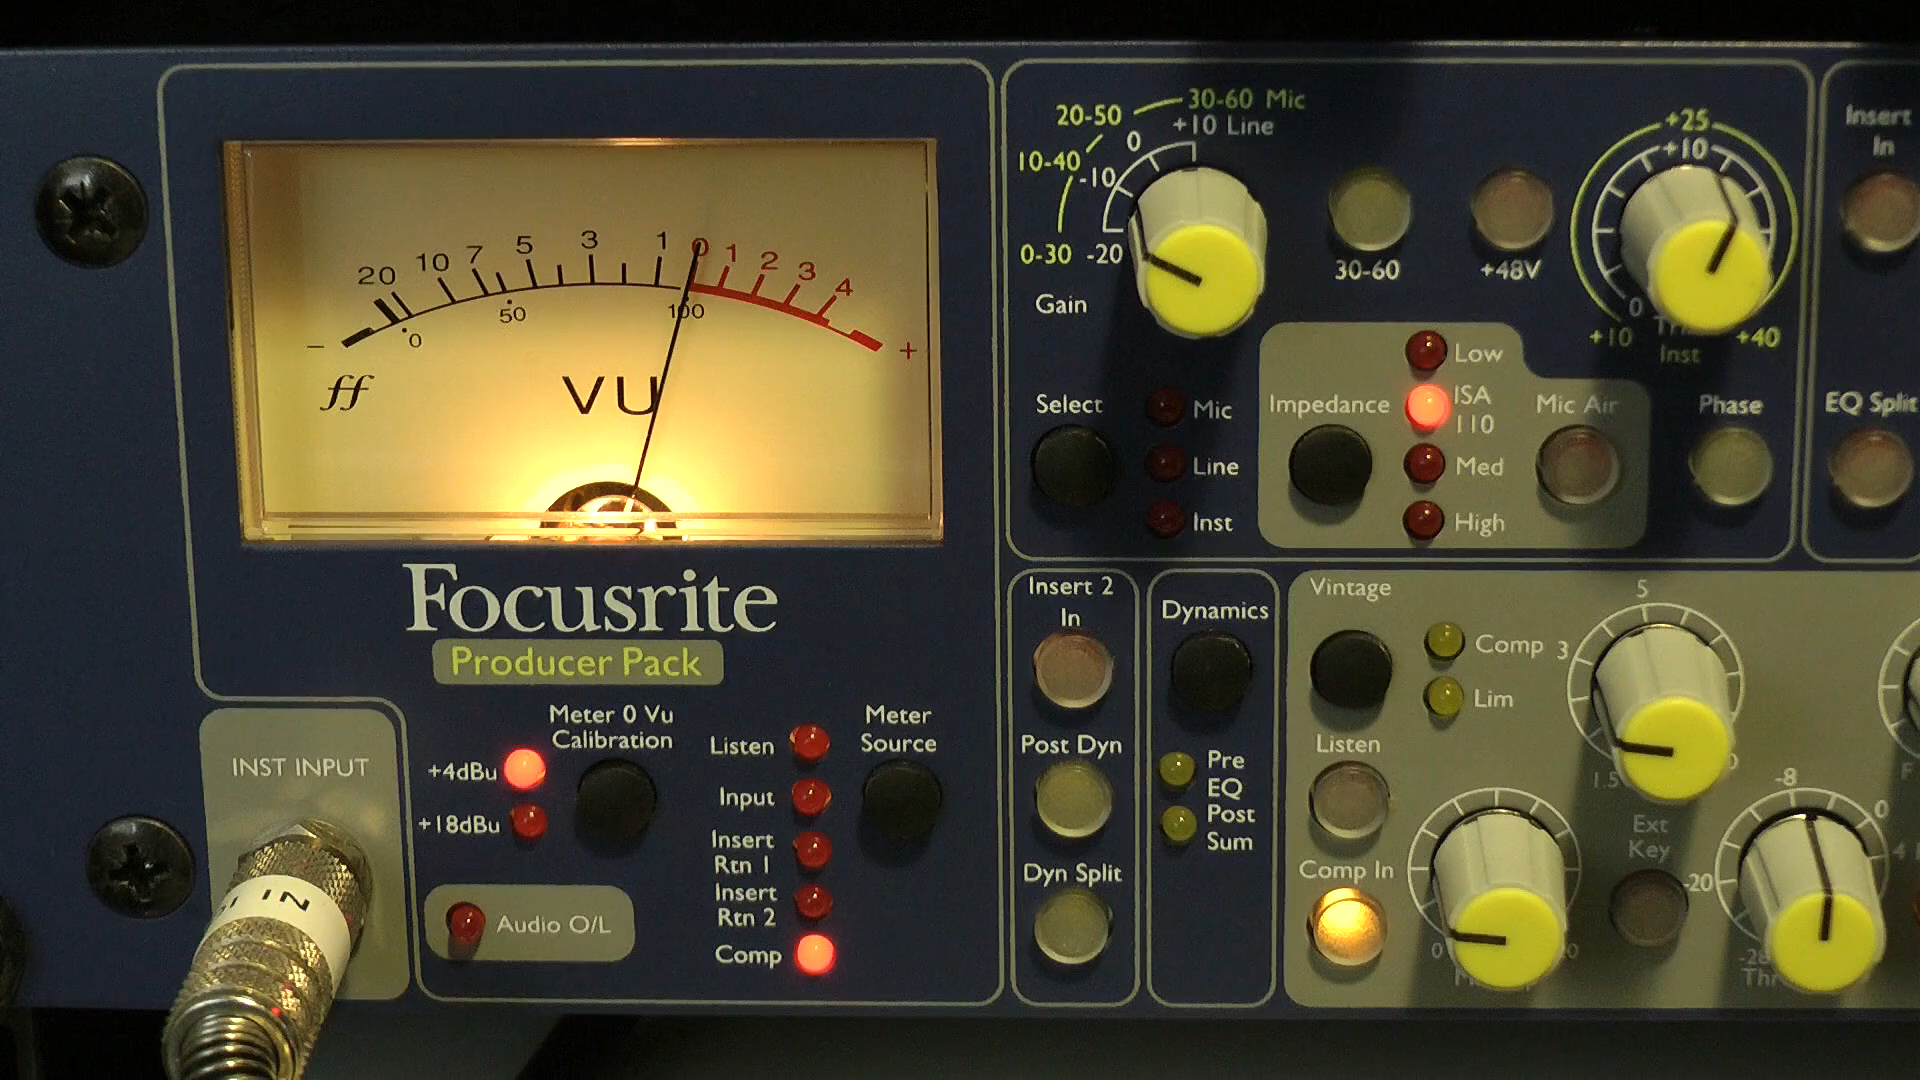 20 10 7 5 3 1 0 1 2 3 4
0 50 100
- +
ff
VU
Focusrite
Producer Pack
INST INPUT
IN
Meter 0 Vu
Calibration
+4dBu
+18dBu
Audio O/L
Listen
Input
Insert
Rtn 1
Insert
Rtn 2
Comp
Meter
Source
30-60 Mic
20-50
+10 Line
0
10-40
-10
0-30 -20
Gain
30-60
+48V
+25
+10
0
+10
+40
Inst
Select
Mic
Line
Inst
Impedance
Low
ISA
110
Med
High
Mic Air
Phase
Insert
In
EQ Split
Insert 2
In
Post Dyn
Dyn Split
Dynamics
Pre
EQ
Post
Sum
Vintage
Comp
Lim
Listen
Comp In
5
3
1.5
0
Ext
Key
-8
0
-20